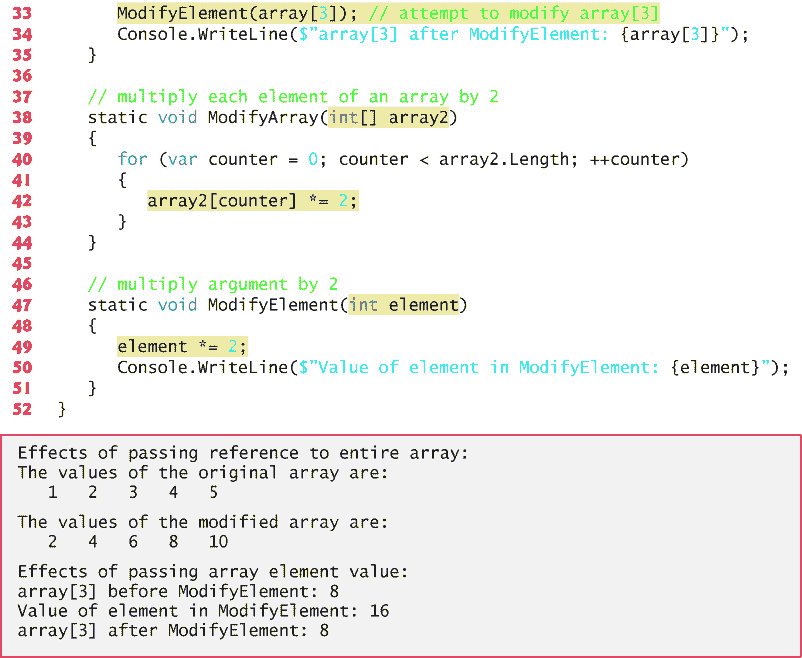 33 ModifyElement(array[3]); // attempt to modify array[3]
34 Console.WriteLine($"array[3] after ModifyElement: {array[3]}");
35 }
36
37 // multiply each element of an array by 2
38 static void ModifyArray(int[] array2)
39 {
40 for (var counter = 0; counter < array2.Length; ++counter)
41 {
42 array2[counter] *= 2;
43 }
44 }
45
46 // multiply argument by 2
47 static void ModifyElement(int element)
48 {
49 element *= 2;
50 Console.WriteLine($"Value of element in ModifyElement: {element}");
51 }
52 }
Effects of passing reference to entire array:
The values of the original array are:
1 2 3 4 5
The values of the modified array are:
2 4 6 8 10
Effects of passing array element value:
array[3] before ModifyElement: 8
Value of element in ModifyElement: 16
array[3] after ModifyElement: 8